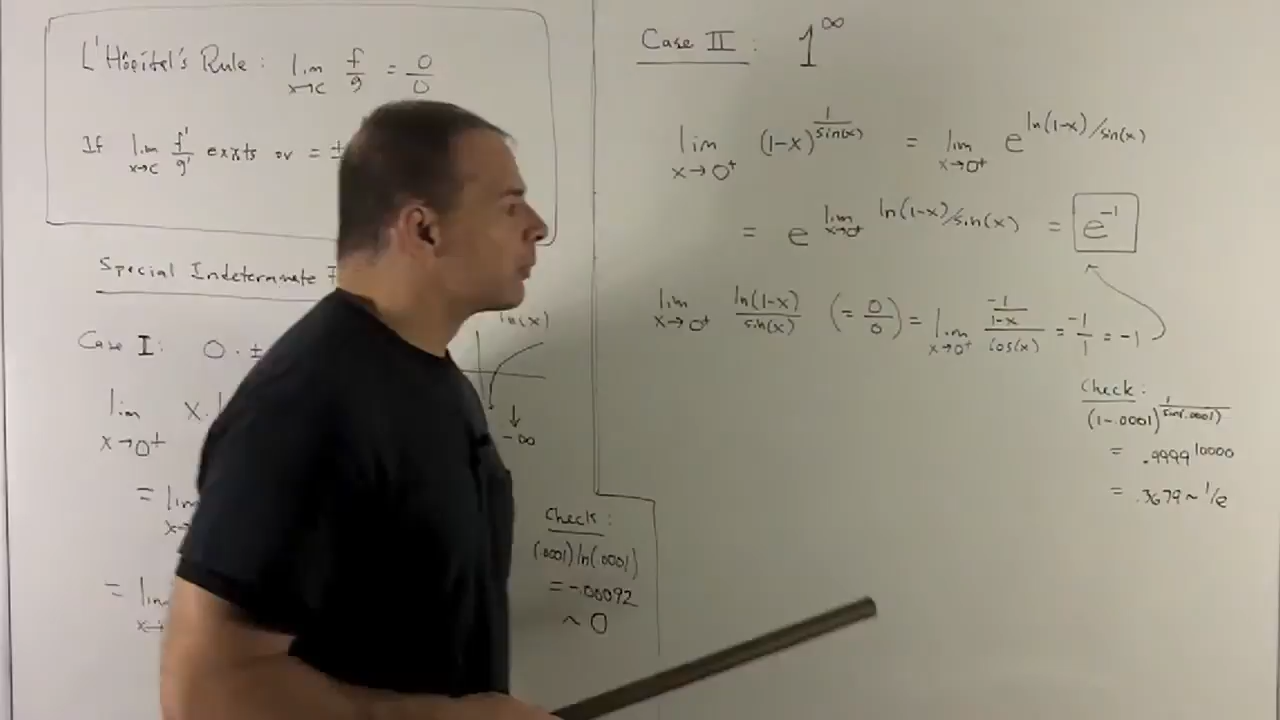 L'Hôpital's Rule: lim x→c f/g = 0/0
If lim x→c f'/g' exists or = ±
Special Indeterminate
Case I: 0 · ±
lim x→0⁺ x ·
= lim
= lim
ln(x)
↓
-∞
Check:
(.0001)ln(.0001)
= -.00092
~ 0
Case II: 1^∞
lim x→0⁺ (1-x)^(1/sin(x)) = lim x→0⁺ e^(ln(1-x)/sin(x))
= e^(lim x→0⁺ ln(1-x)/sin(x)) = e⁻¹
lim x→0⁺ ln(1-x)/sin(x) (= 0/0) = lim x→0⁺ (-1/(1-x))/cos(x) = -1/1 = -1
Check:
(1-.0001)^(1/sin(.0001))
= .9999^10000
= .3679 ~ 1/e